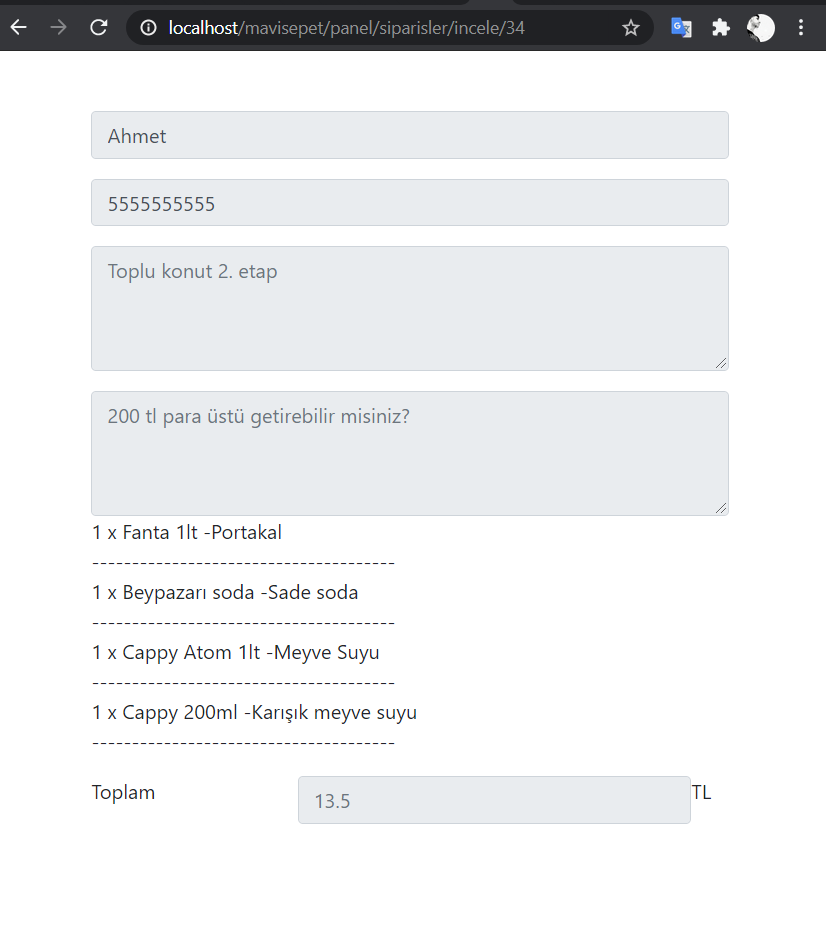 localhost/mavisepet/panel/siparisler/incele/34
Ahmet
5555555555
Toplu konut 2. etap
200 tl para üstü getirebilir misiniz?
1 x Fanta 1lt -Portakal
--------------------------------------
1 x Beypazarı soda -Sade soda
--------------------------------------
1 x Cappy Atom 1lt -Meyve Suyu
--------------------------------------
1 x Cappy 200ml -Karışık meyve suyu
--------------------------------------
Toplam 13.5 TL